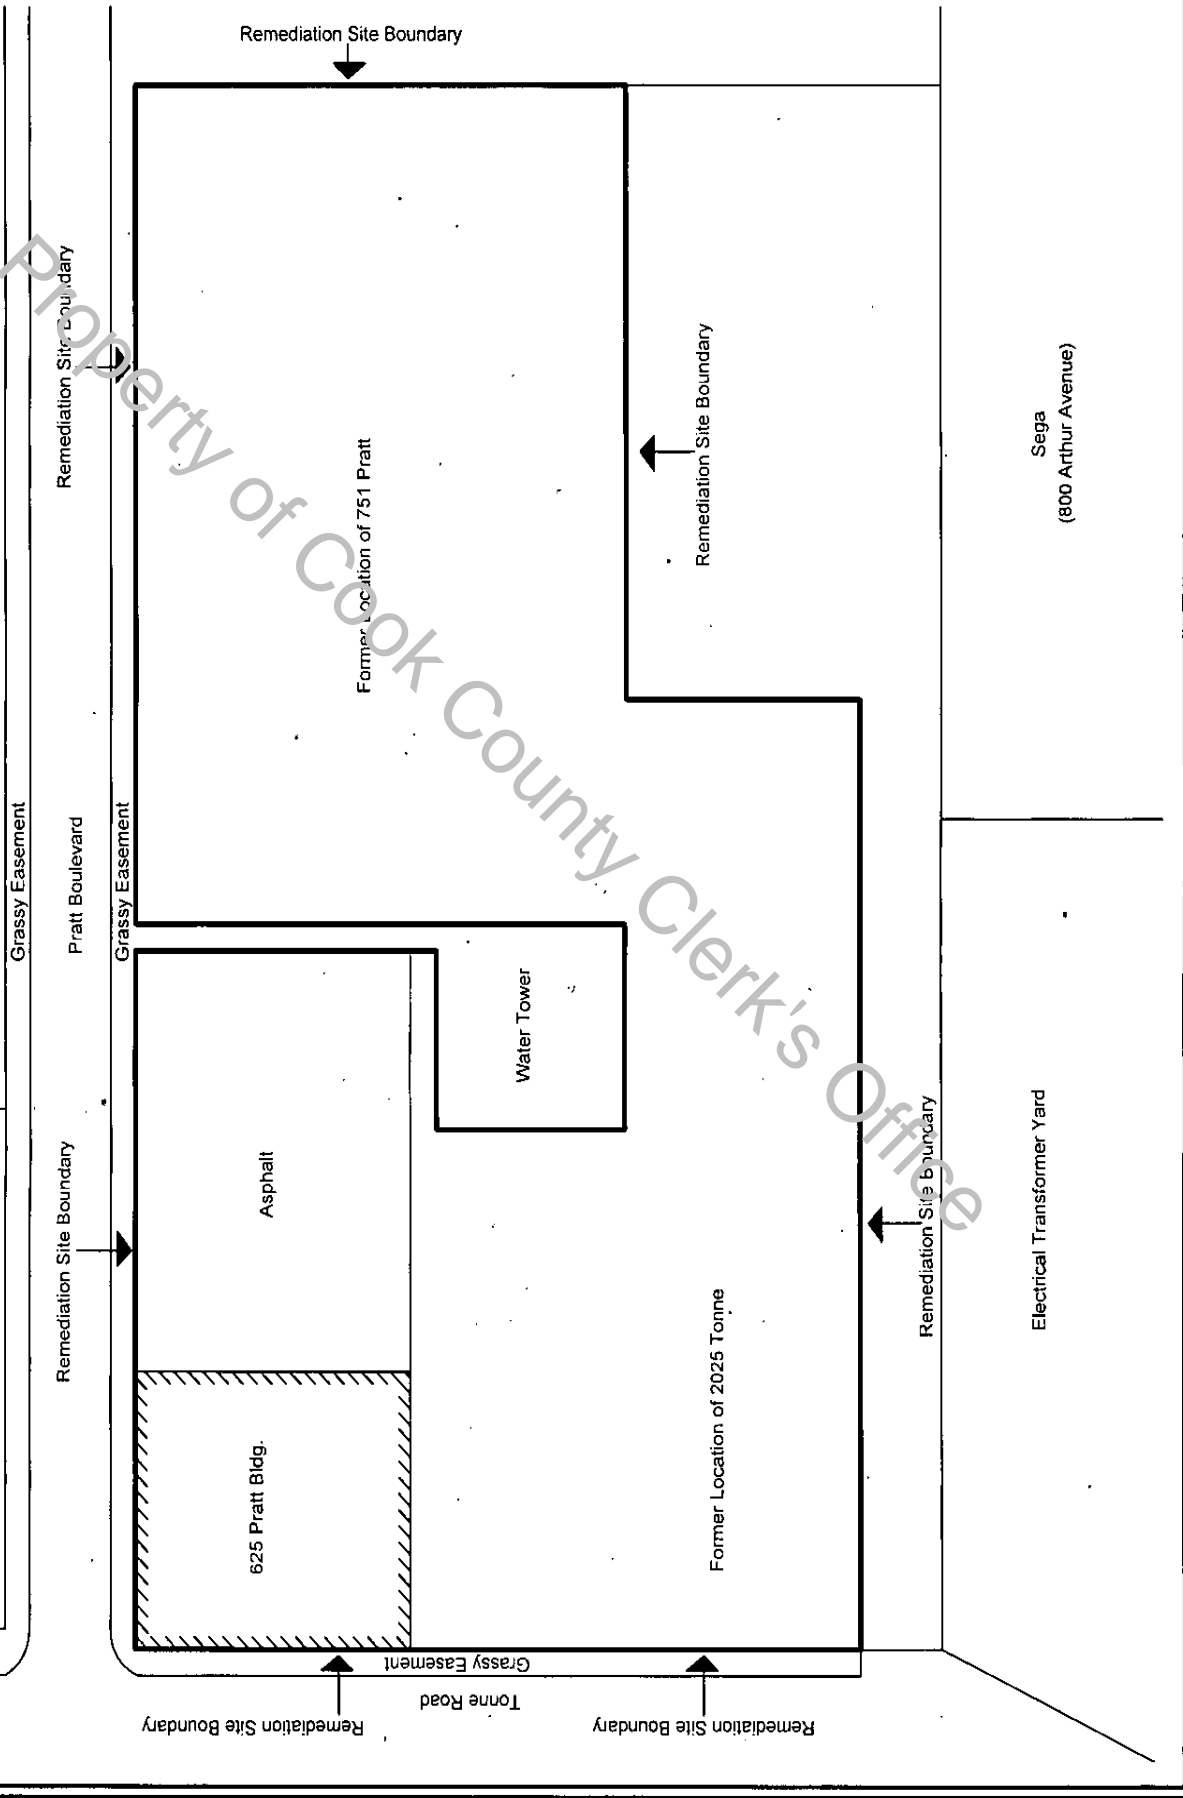 Remediation Site Boundary
Grassy Easement
Pratt Boulevard
Grassy Easement
Remediation Site Boundary
Remediation Site Boundary
Former Location of 751 Pratt
Remediation Site Boundary
Sega
(800 Arthur Avenue)
Water Tower
Asphalt
625 Pratt Bldg.
Former Location of 2025 Tonne
Remediation Site Boundary
Electrical Transformer Yard
Grassy Easement
Tonne Road
Remediation Site Boundary
Remediation Site Boundary
Property of Cook County Clerk's Office